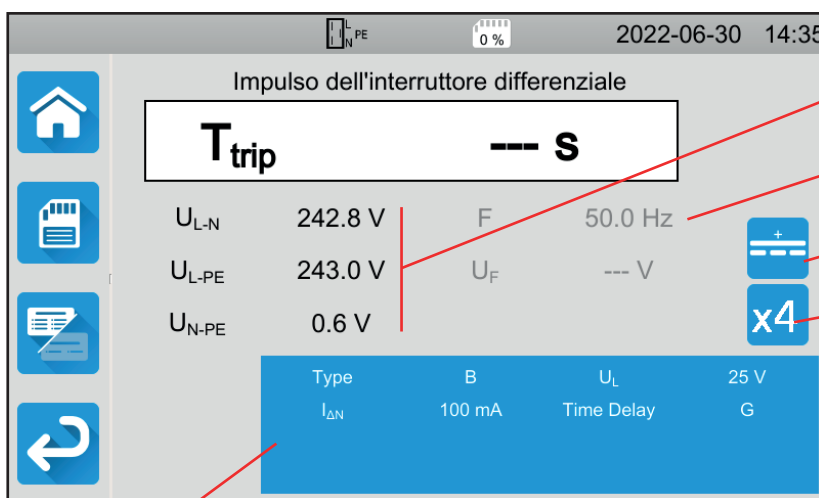 L N PE 0 % 2022-06-30 14:35
Impulso dell'interruttore differenziale
Ttrip --- s
UL-N 242.8 V F 50.0 Hz
UL-PE 243.0 V UF --- V
UN-PE 0.6 V
x4
Type B UL 25 V
IΔN 100 mA Time Delay G